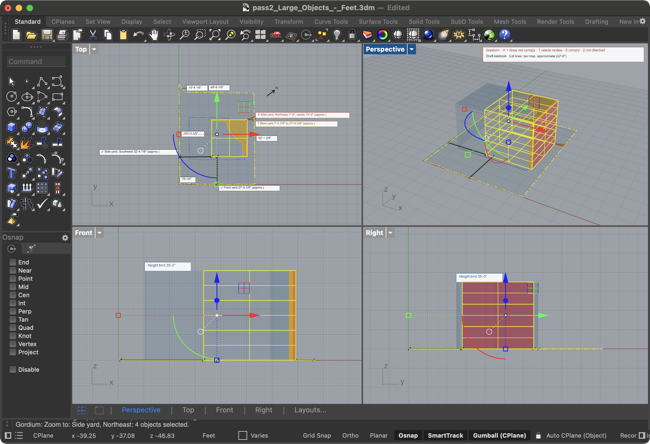 pass2_Large_Objects_-_Feet.3dm — Edited
Standard CPlanes Set View Display Select Viewport Layout Visibility Transform Curve Tools Surface Tools Solid Tools SubD Tools Mesh Tools Render Tools Drafting New in
Command
Osnap
End
Near
Point
Mid
Cen
Int
Perp
Tan
Quad
Knot
Vertex
Project
Disable
Top
Perspective
Front
Right
Height limit 35'-0"
Height limit 35'-0"
x
y
x
y
z
x
z
y
z
Perspective Top Front Right Layouts...
Gordium: Zoom to: Side yard, Northeast: 4 objects selected.
CPlane x -39.25 y -37.08 z -46.83 Feet Varies Grid Snap Ortho Planar Osnap SmartTrack Gumball (CPlane) Auto CPlane (Object) Recor